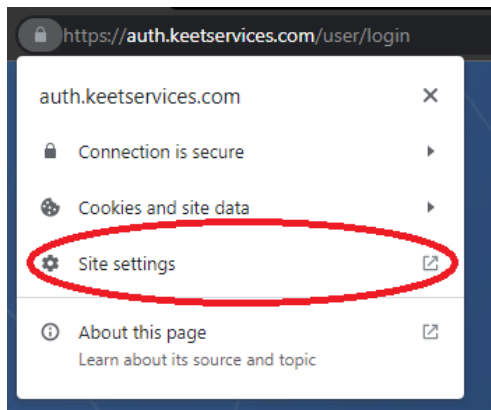 https://auth.keetservices.com/user/login
auth.keetservices.com
Connection is secure
Cookies and site data
Site settings
About this page
Learn about its source and topic